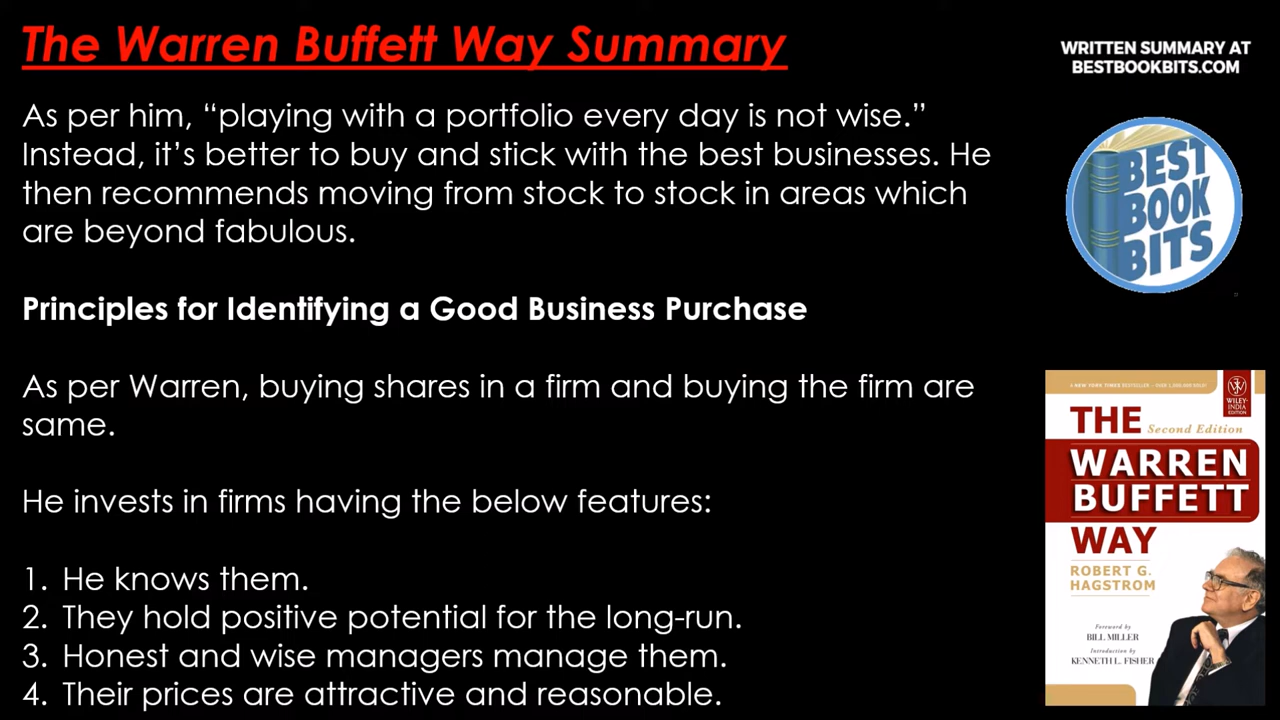 The Warren Buffett Way Summary
WRITTEN SUMMARY AT
BESTBOOKBITS.COM
As per him, “playing with a portfolio every day is not wise.”
Instead, it’s better to buy and stick with the best businesses. He
then recommends moving from stock to stock in areas which
are beyond fabulous.
BEST
BOOK
BITS
Principles for Identifying a Good Business Purchase
As per Warren, buying shares in a firm and buying the firm are
same.
He invests in firms having the below features:
1. He knows them.
2. They hold positive potential for the long-run.
3. Honest and wise managers manage them.
4. Their prices are attractive and reasonable.
WILEY-
INDIA
EDITION
THE
Second Edition
WARREN
BUFFETT
WAY
ROBERT G.
HAGSTROM
Foreword by
BILL MILLER
Introduction by
KENNETH L. FISHER